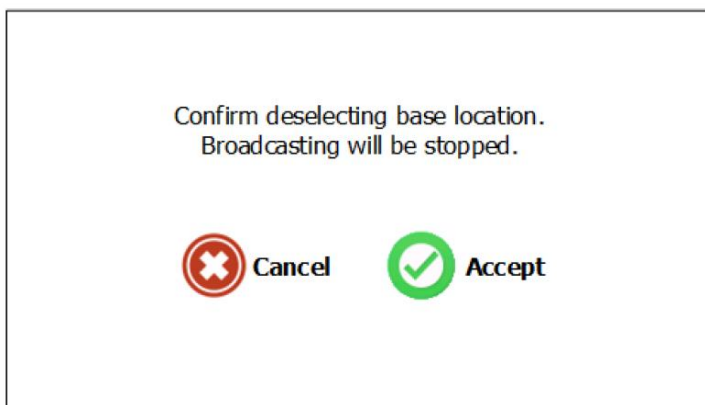 Confirm deselecting base location.
Broadcasting will be stopped.
Cancel
Accept